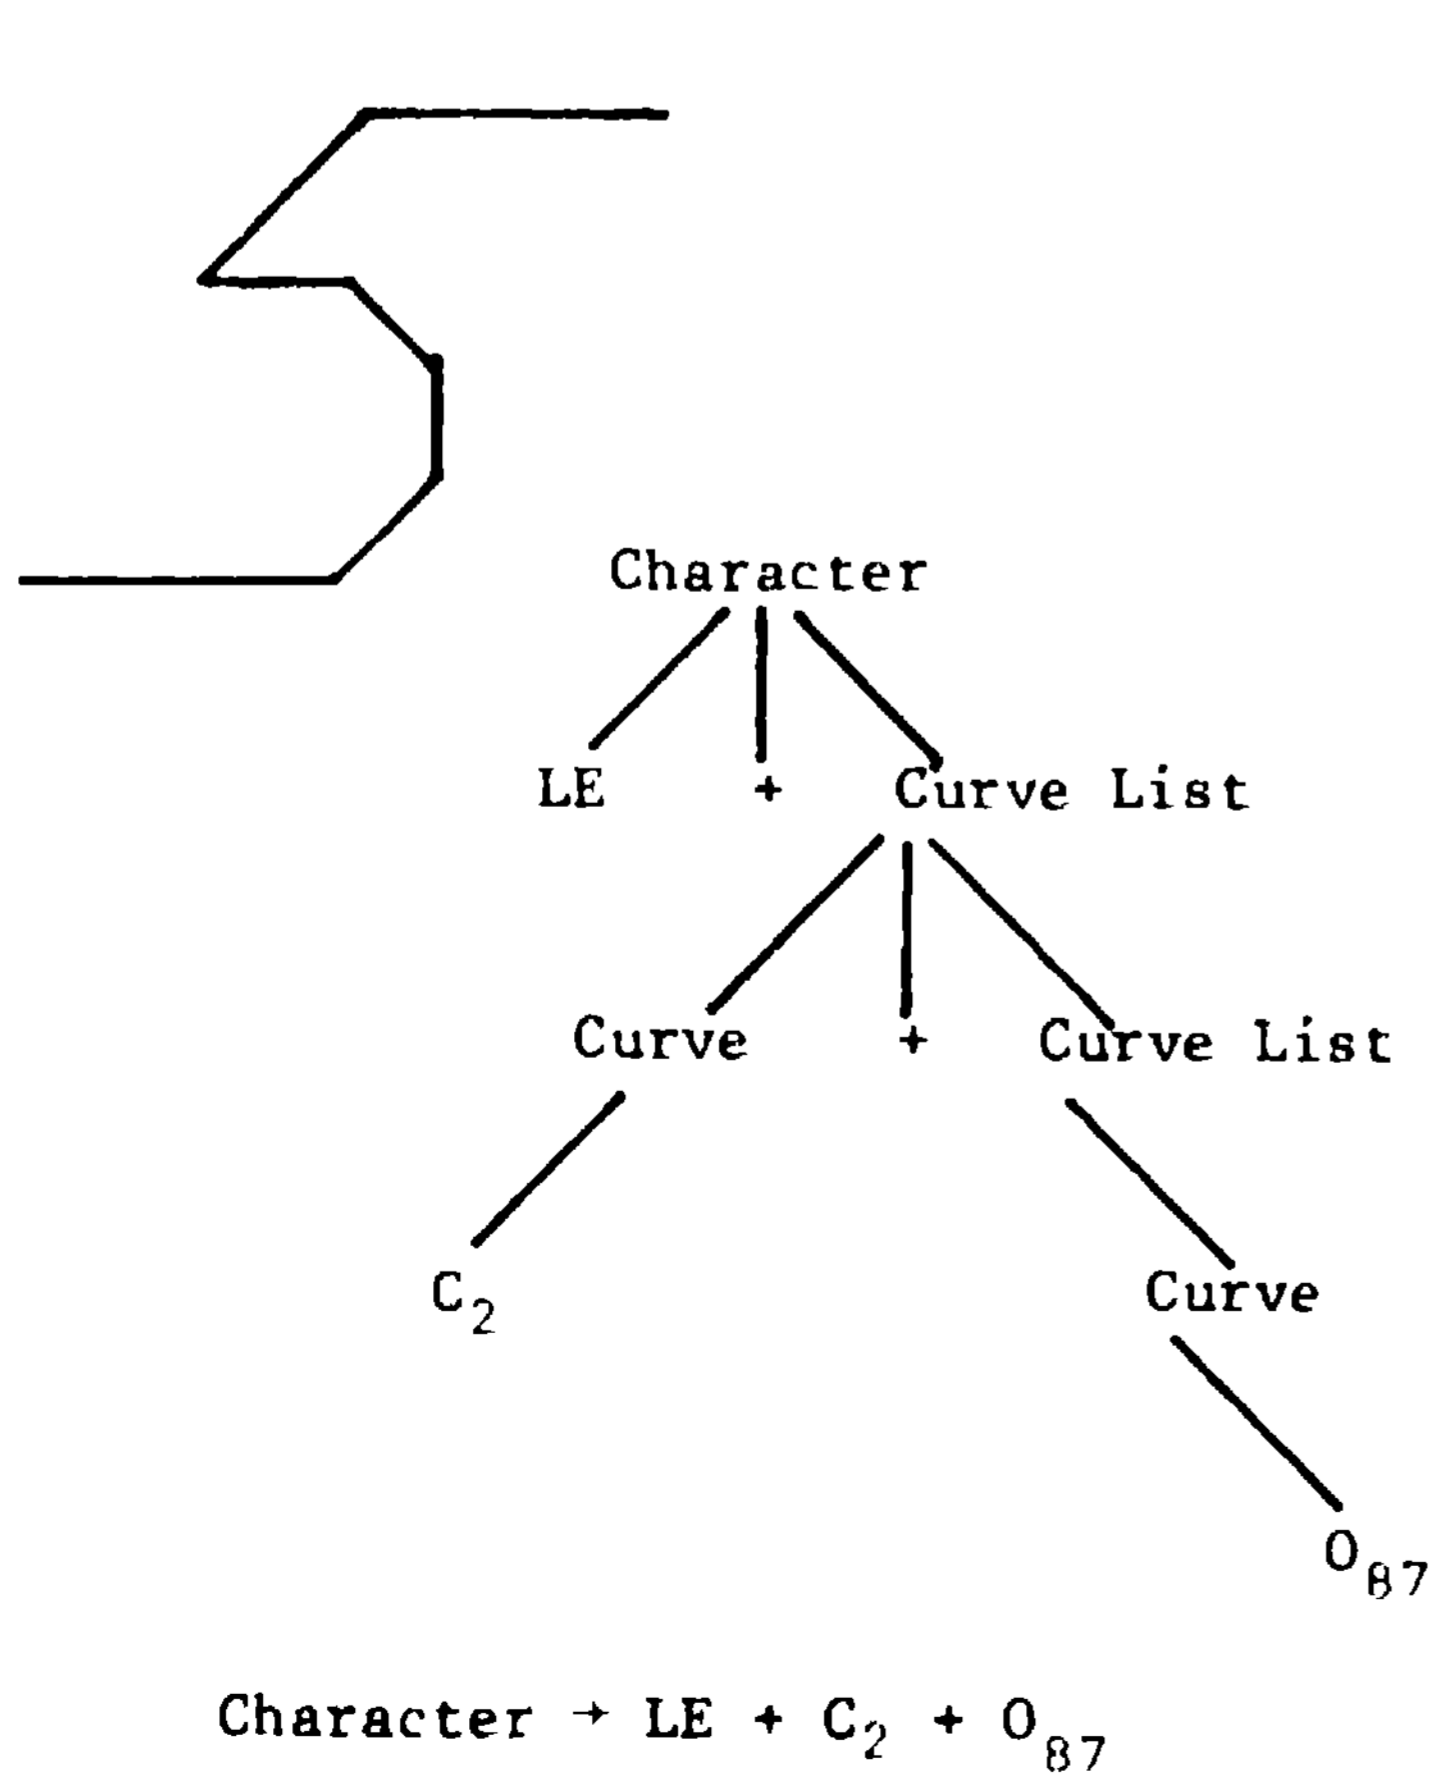 Character
LE + Curve List
Curve + Curve List
C₂ Curve
O₈₇
Character → LE + C₂ + O₈₇